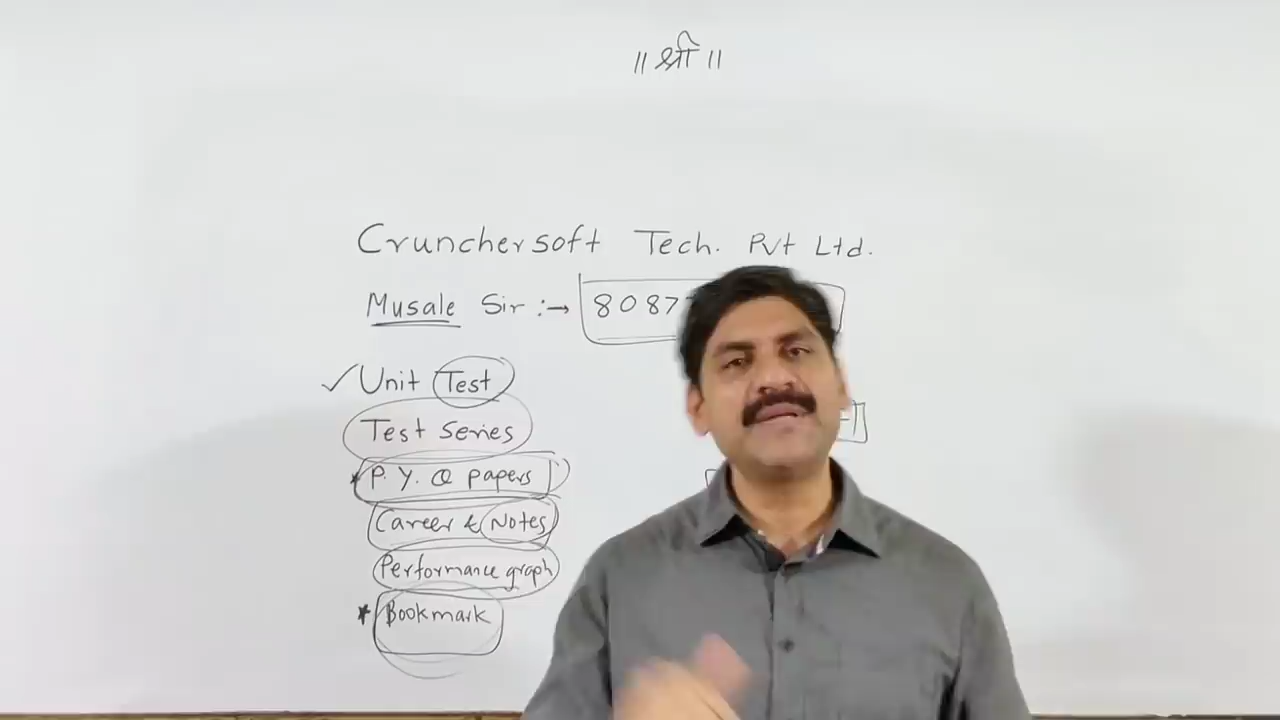 ॥ श्री ॥
Crunchersoft Tech. Pvt Ltd.
Musale Sir :→ 8087
✓ Unit Test
Test Series
* P. Y. Q papers
Career & Notes
Performance graph
* Bookmark